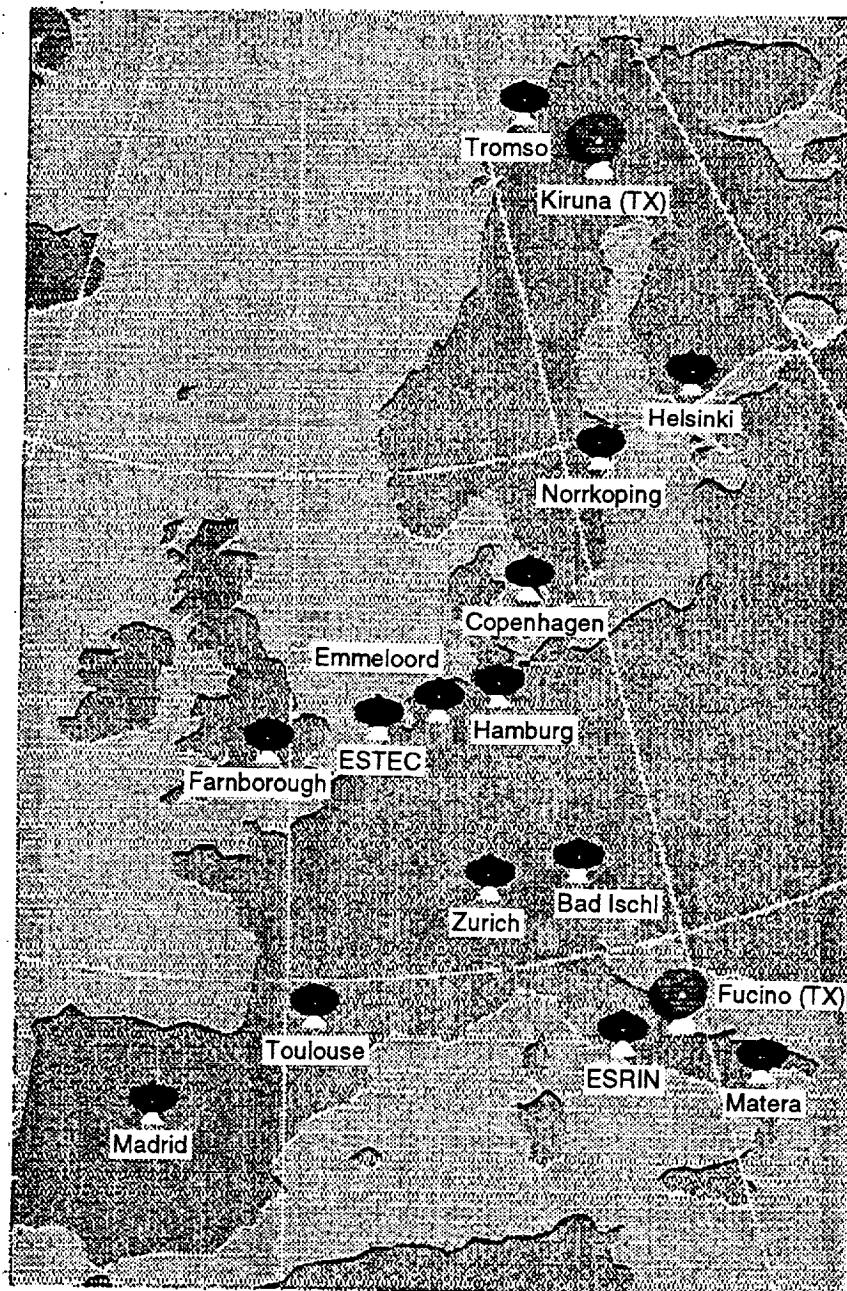 Tromso
Kiruna (TX)
Helsinki
Norrkoping
Copenhagen
Emmeloord
Hamburg
ESTEC
Farnborough
Bad Ischl
Zurich
Fucino (TX)
Toulouse
ESRIN
Matera
Madrid